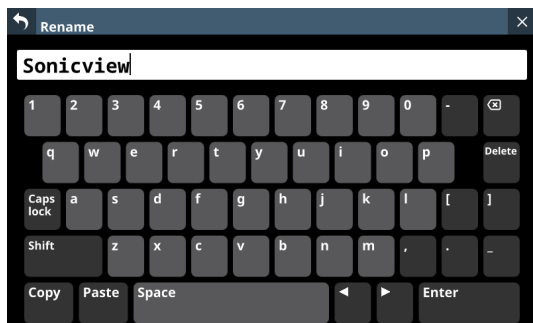 Rename
Sonicview
1 2 3 4 5 6 7 8 9 0 -
q w e r t y u i o p Delete
Caps lock a s d f g h j k l [ ]
Shift z x c v b n m , . _
Copy Paste Space ◀ ▶ Enter